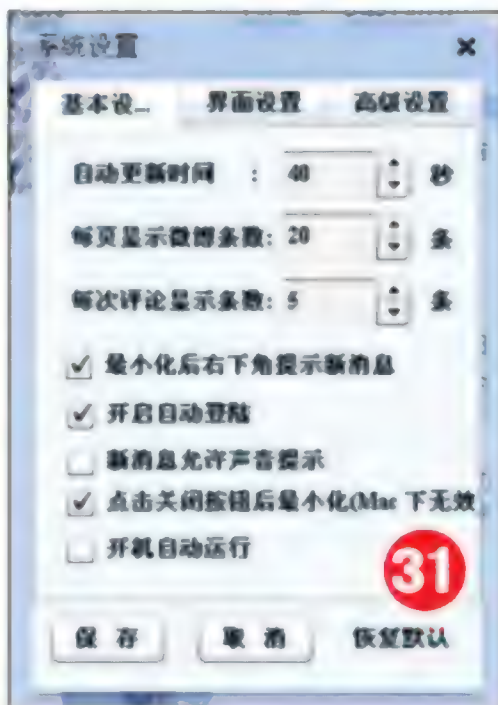 系统设置
基本设... 界面设置 高级设置
自动更新时间 : 40 秒
每页显示微博条数: 20 条
每次评论显示条数: 5 条
最小化后右下角提示新消息
开启自动登陆
新消息允许声音提示
点击关闭按钮后最小化(Mac 下无效
开机自动运行
31
保 存 取 消 恢复默认